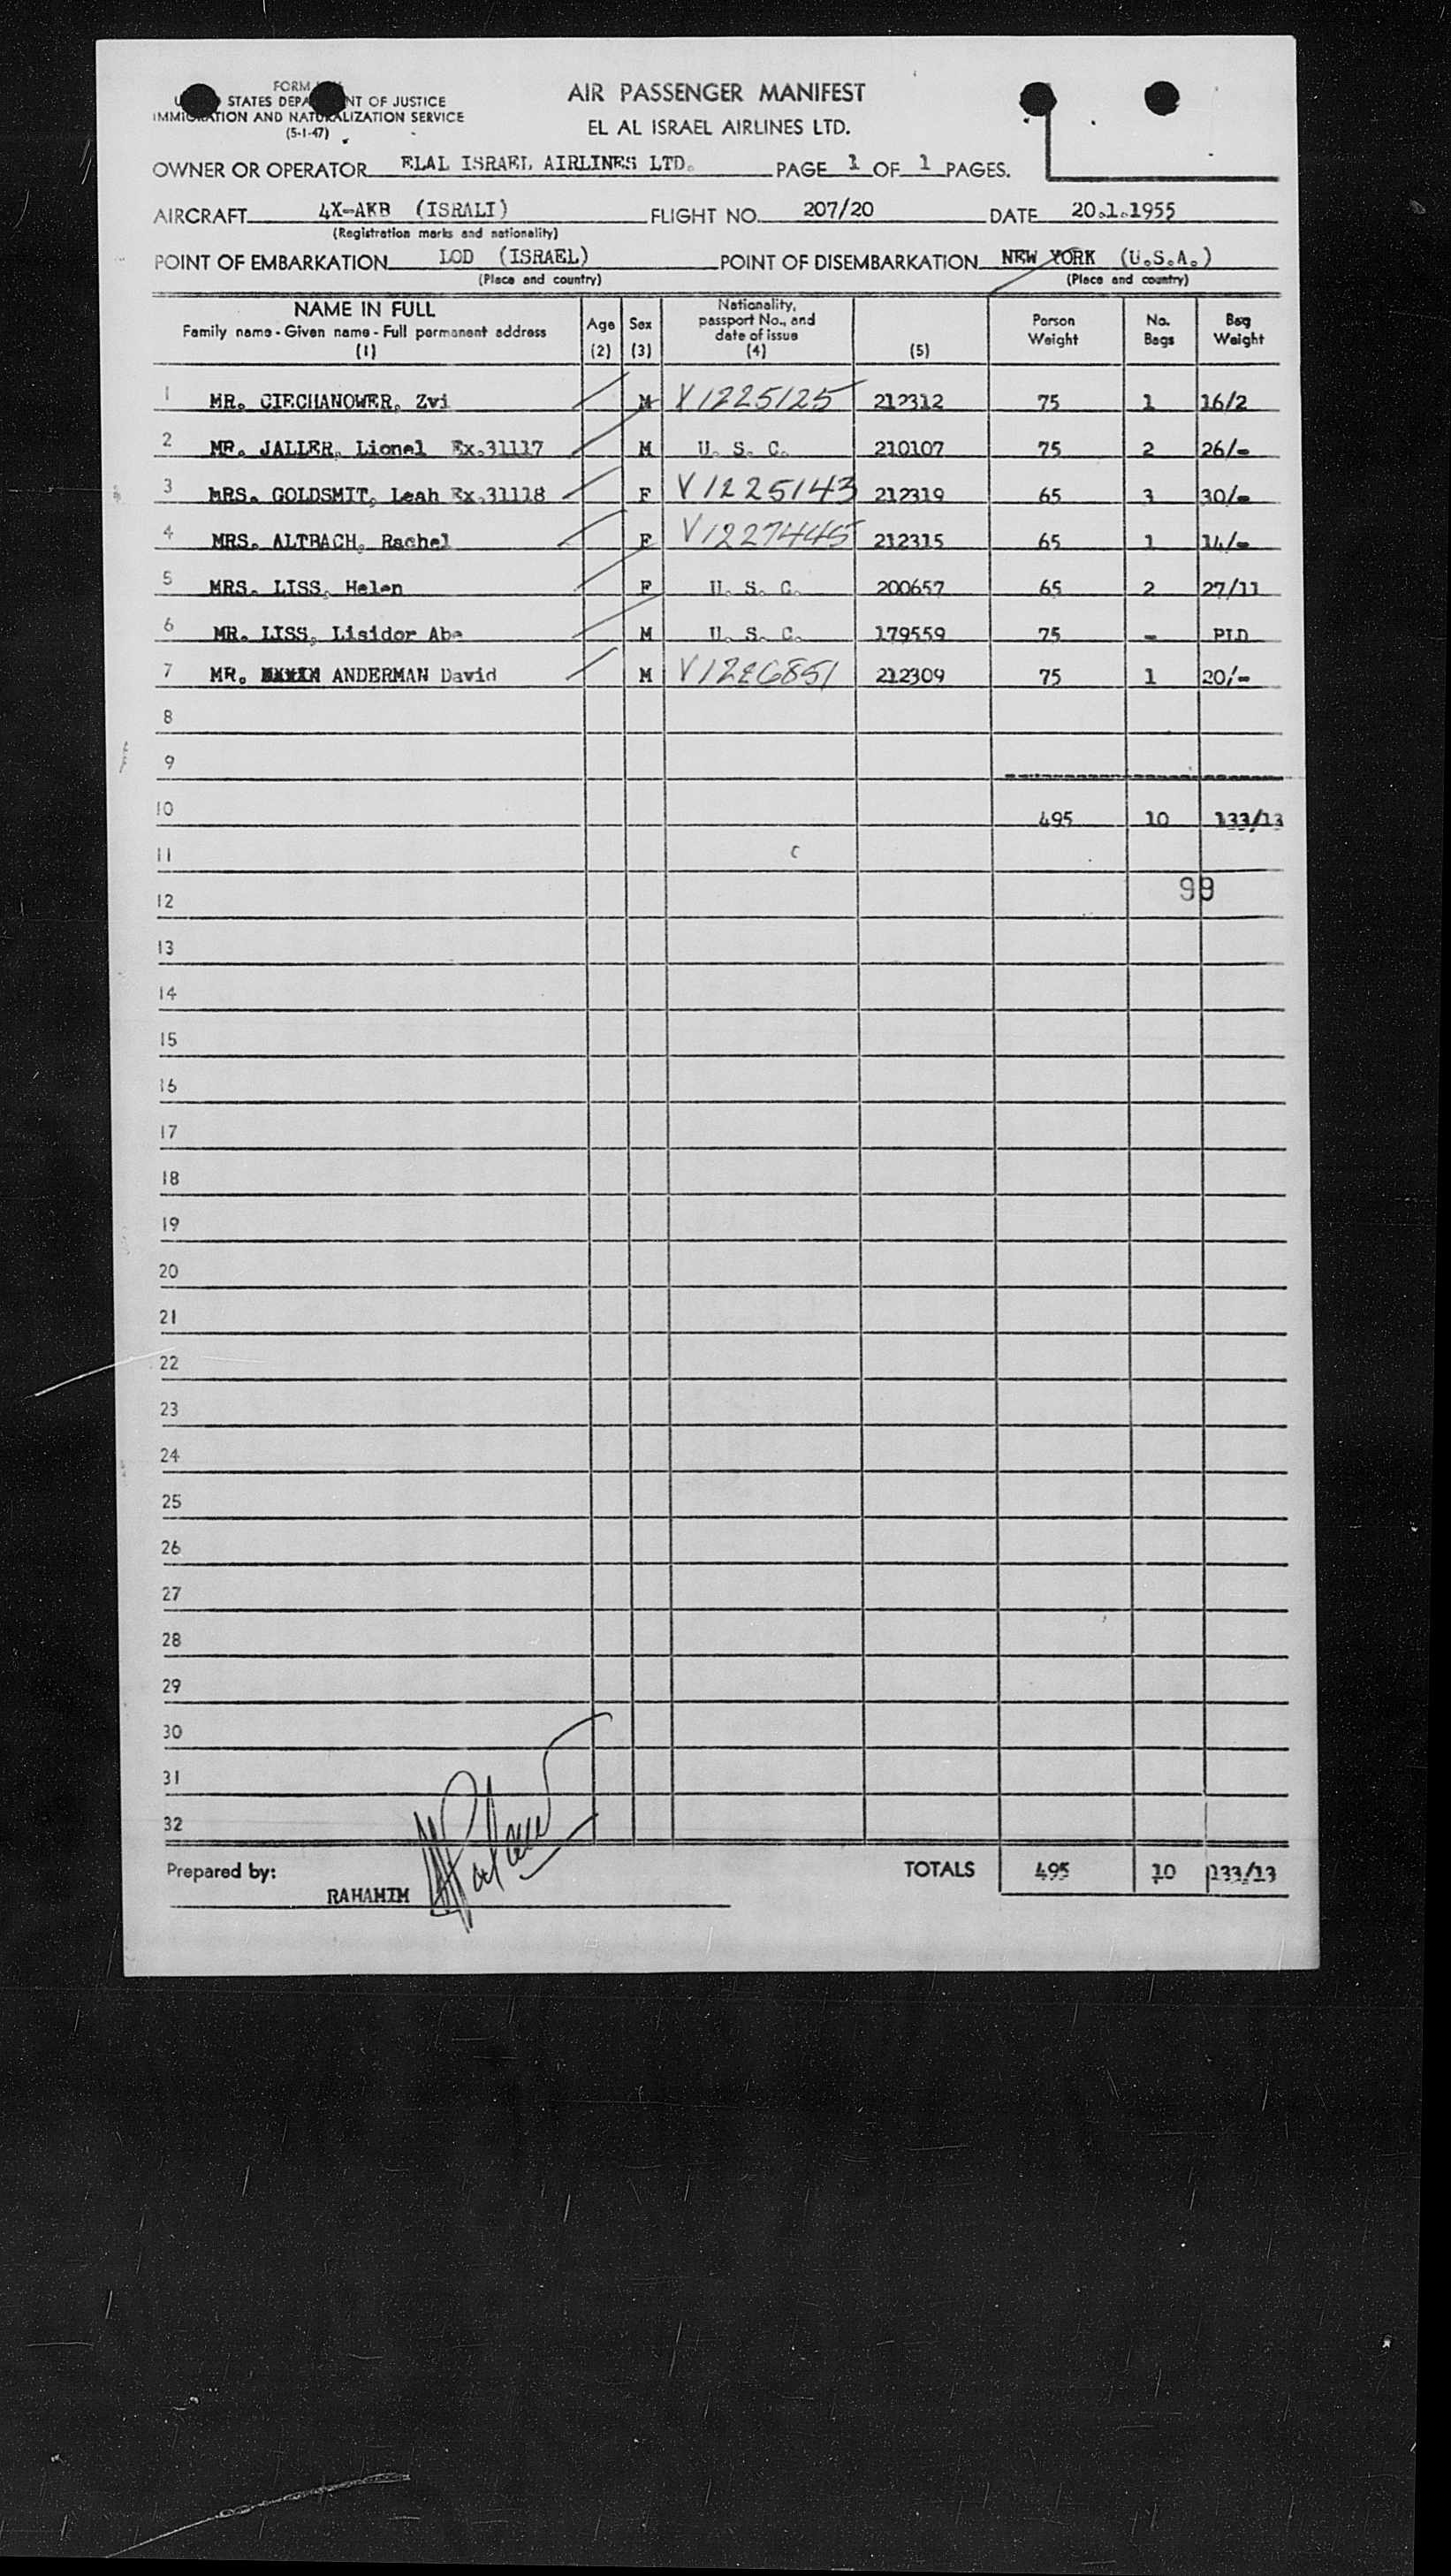 FORM
STATES DEPA NT OF JUSTICE
IMMIGRATION AND NATURALIZATION SERVICE
(5-1-47)
AIR PASSENGER MANIFEST
EL AL ISRAEL AIRLINES LTD.
OWNER OR OPERATOR ELAL ISRAEL AIRLINES LTD. PAGE 1 OF 1 PAGES.
AIRCRAFT 4X-AKB (ISRALI) FLIGHT NO. 207/20 DATE 20.1.1955
(Registration marks and nationality)
POINT OF EMBARKATION LOD (ISRAEL) POINT OF DISEMBARKATION NEW YORK (U.S.A.)
(Place and country) (Place and country)
NAME IN FULL
Family name - Given name - Full permanent address
(1)
Age
(2)
Sex
(3)
Nationality,
passport No., and
date of issue
(4)
(5)
Person
Weight
No.
Bags
Bag
Weight
1 MR. CIECHANOWER, Zvi M V1225125 212312 75 1 16/2
2 MR. JALLER, Lionel Ex.31117 M U. S. C. 210107 75 2 26/-
3 MRS. GOLDSMIT, Leah Ex.31118 F V1225143 212319 65 3 30/-
4 MRS. ALTBACH, Rachel F V1227445 212315 65 1 14/-
5 MRS. LISS, Helen F U. S. C. 200657 65 2 27/11
6 MR. LISS, Lisidor Abe M U. S. C. 179559 75 - PLD
7 MR. ANDERMAN David M V1226851 212309 75 1 20/-
8
9
10 495 10 133/13
11
12 99
13
14
15
16
17
18
19
20
21
22
23
24
25
26
27
28
29
30
31
32
Prepared by: RAHAMIM TOTALS 495 10 133/13